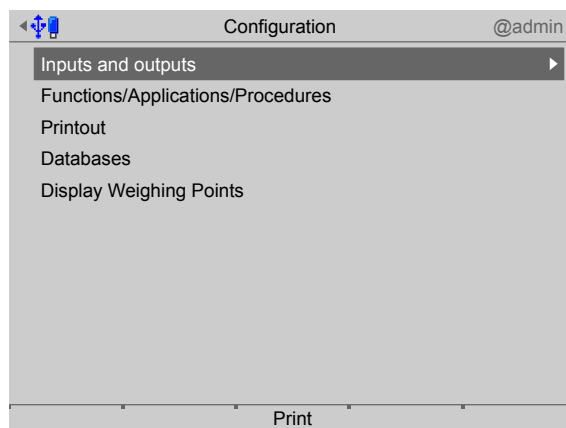 Configuration @admin
Inputs and outputs
Functions/Applications/Procedures
Printout
Databases
Display Weighing Points
Print